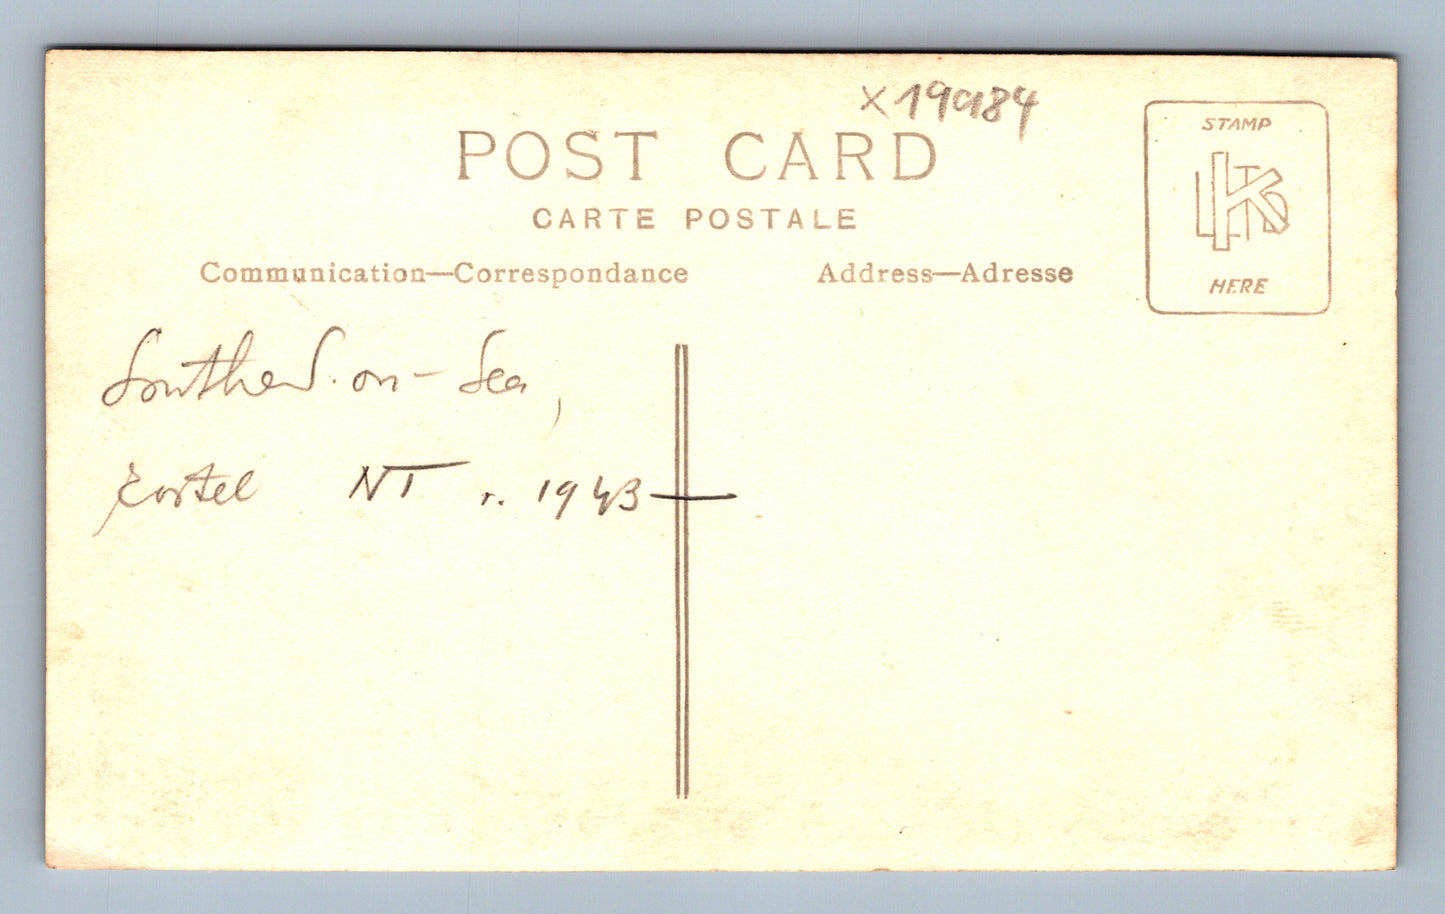 X19984
POST CARD
CARTE POSTALE
STAMP
HERE
Communication—Correspondance
Address—Adresse
Southend-on-Sea,
NT r. 1943